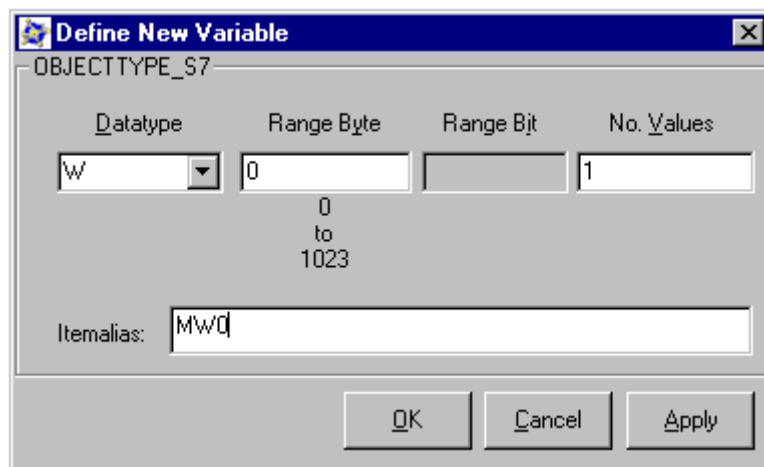 Define New Variable
OBJECTTYPE_S7
Datatype Range Byte Range Bit No. Values
W 0 1
0
to
1023
Itemalias: MW0
OK Cancel Apply